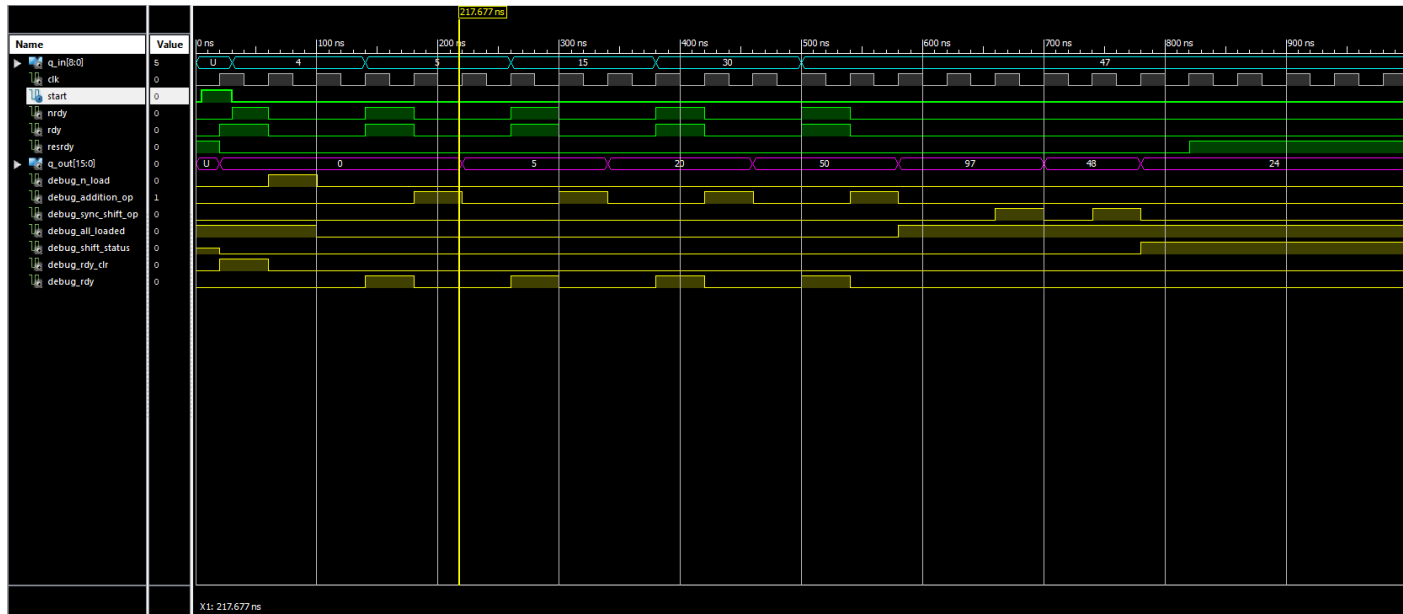 217.677 ns
Name Value 0 ns 100 ns 200 ns 300 ns 400 ns 500 ns 600 ns 700 ns 800 ns 900 ns
q_in[8:0] 5 U 4 5 15 30 47
clk 0
start 0
nrdy 0
rdy 0
resrdy 0
q_out[15:0] 0 U 0 5 20 50 97 48 24
debug_n_load 0
debug_addition_op 1
debug_sync_shift_op 0
debug_all_loaded 0
debug_shift_status 0
debug_rdy_clr 0
debug_rdy 0
X1: 217.677 ns